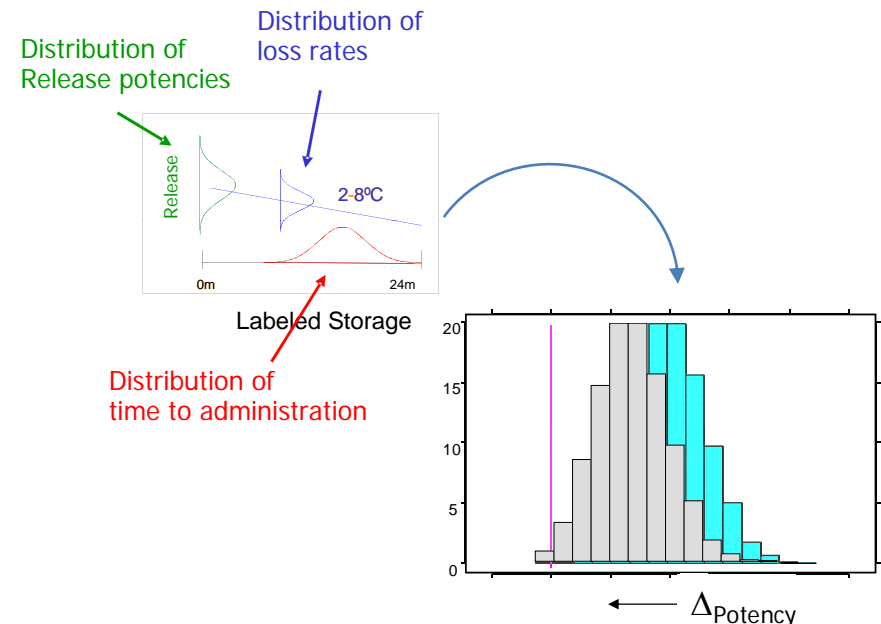 Distribution of
Release potencies
Distribution of
loss rates
Release
2-8ºC
0m
24m
Labeled Storage
Distribution of
time to administration
20
15
10
5
0
ΔPotency